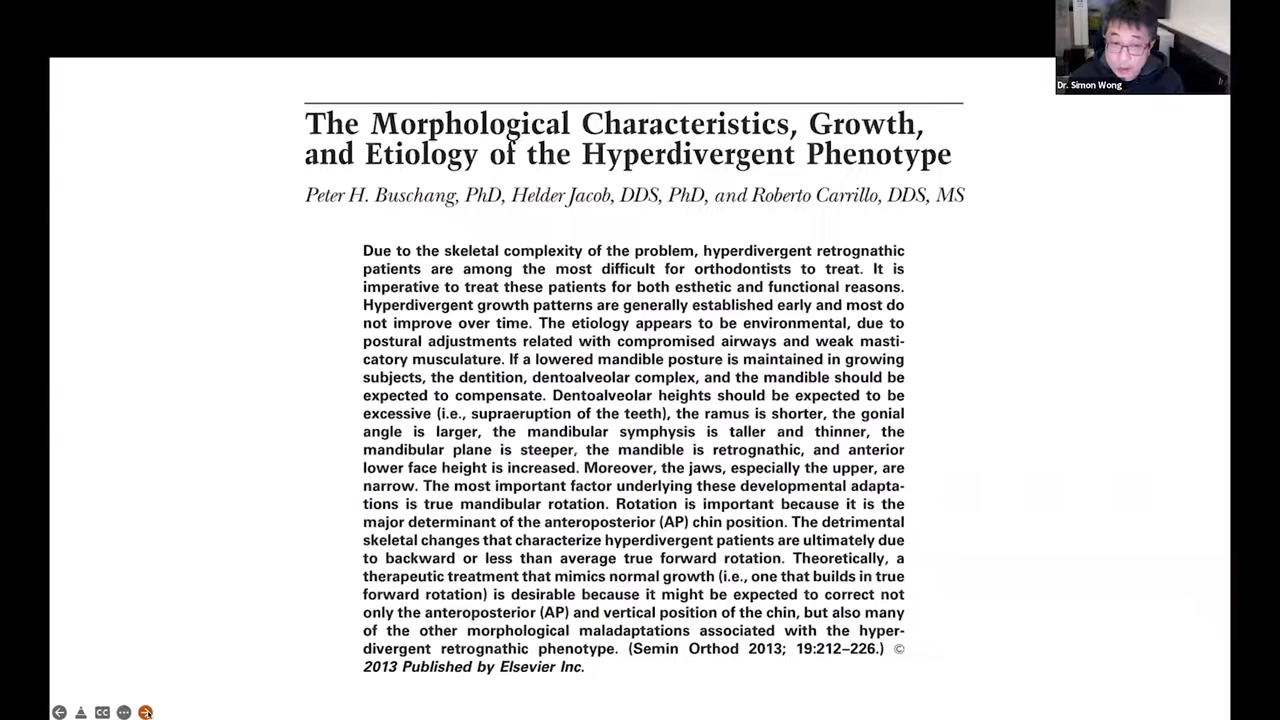 Dr. Simon Wong
The Morphological Characteristics, Growth,
and Etiology of the Hyperdivergent Phenotype
Peter H. Buschang, PhD, Helder Jacob, DDS, PhD, and Roberto Carrillo, DDS, MS
Due to the skeletal complexity of the problem, hyperdivergent retrognathic
patients are among the most difficult for orthodontists to treat. It is
imperative to treat these patients for both esthetic and functional reasons.
Hyperdivergent growth patterns are generally established early and most do
not improve over time. The etiology appears to be environmental, due to
postural adjustments related with compromised airways and weak masti-
catory musculature. If a lowered mandible posture is maintained in growing
subjects, the dentition, dentoalveolar complex, and the mandible should be
expected to compensate. Dentoalveolar heights should be expected to be
excessive (i.e., supraeruption of the teeth), the ramus is shorter, the gonial
angle is larger, the mandibular symphysis is taller and thinner, the
mandibular plane is steeper, the mandible is retrognathic, and anterior
lower face height is increased. Moreover, the jaws, especially the upper, are
narrow. The most important factor underlying these developmental adapta-
tions is true mandibular rotation. Rotation is important because it is the
major determinant of the anteroposterior (AP) chin position. The detrimental
skeletal changes that characterize hyperdivergent patients are ultimately due
to backward or less than average true forward rotation. Theoretically, a
therapeutic treatment that mimics normal growth (i.e., one that builds in true
forward rotation) is desirable because it might be expected to correct not
only the anteroposterior (AP) and vertical position of the chin, but also many
of the other morphological maladaptations associated with the hyper-
divergent retrognathic phenotype. (Semin Orthod 2013; 19:212–226.) ©
2013 Published by Elsevier Inc.
CC